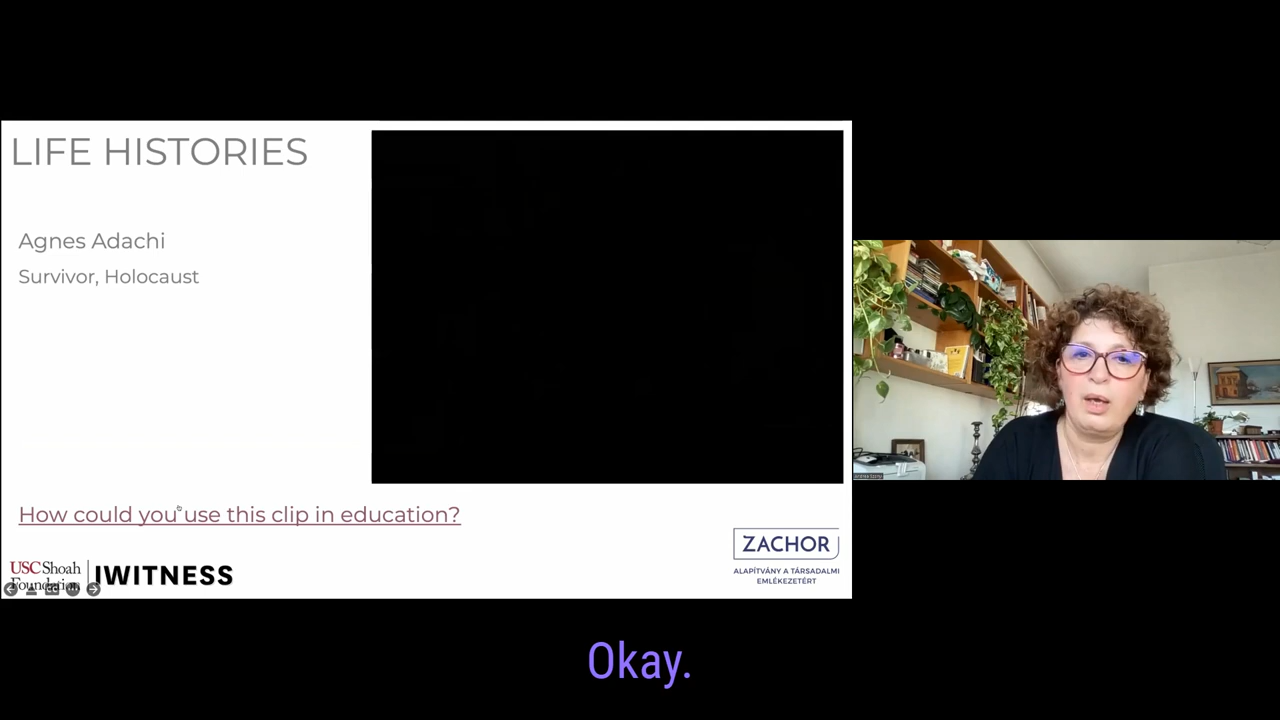 LIFE HISTORIES
Agnes Adachi
Survivor, Holocaust
How could you use this clip in education?
USC Shoah
Foundation
IWITNESS
ZACHOR
ALAPÍTVÁNY A TÁRSADALMI
EMLÉKEZETÉRT
Okay.